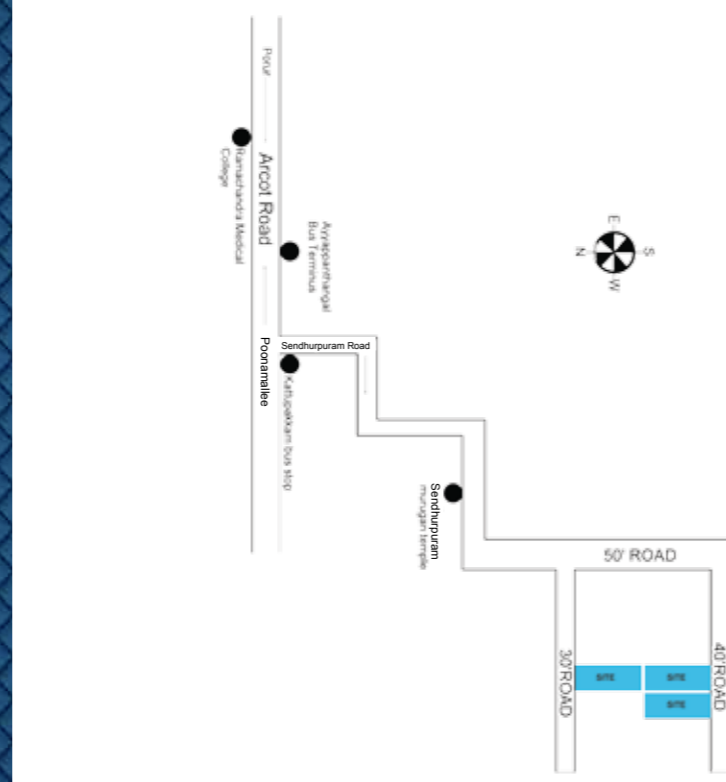 Porur
Arcot Road
Poonamallee
Ramachandra Medical
College
Ayyappanthangal
Bus Terminus
Sendhurpuram Road
Kattupakkam bus stop
E
S
N
W
Sendhurpuram
murugan temple
50' ROAD
30'ROAD
40'ROAD
SITE
SITE
SITE